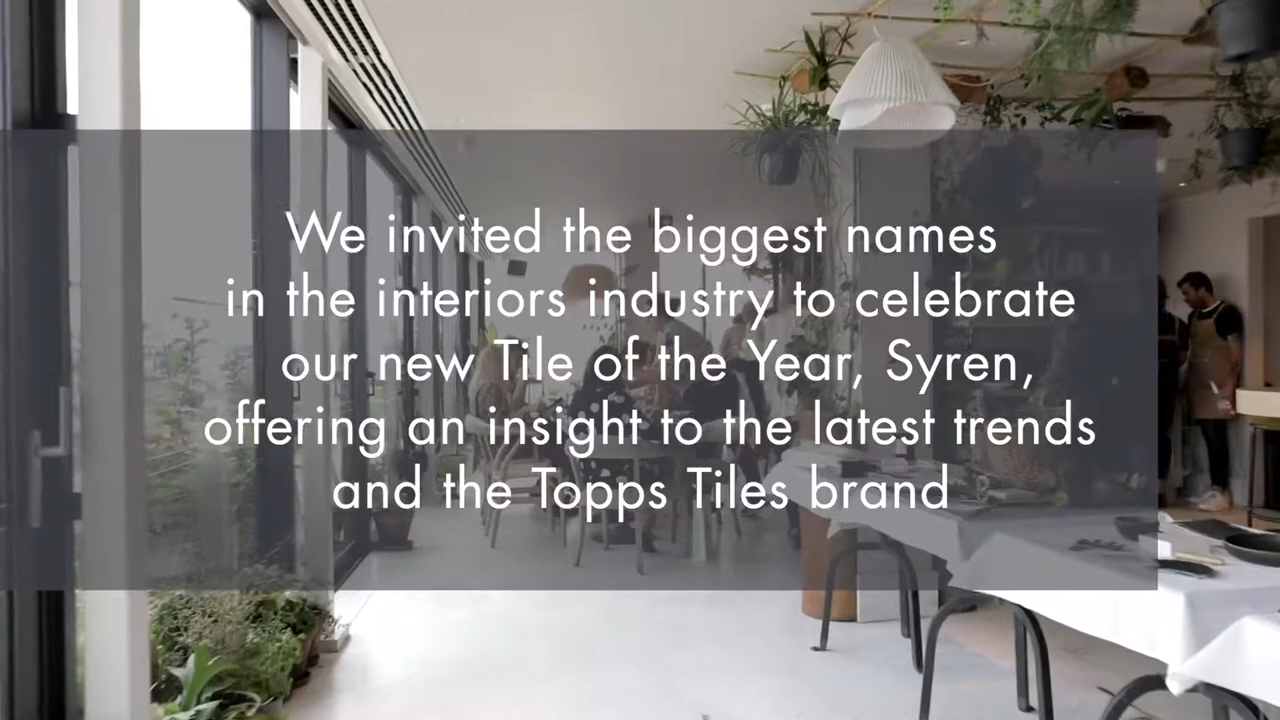 We invited the biggest names
in the interiors industry to celebrate
our new Tile of the Year, Syren,
offering an insight to the latest trends
and the Topps Tiles brand